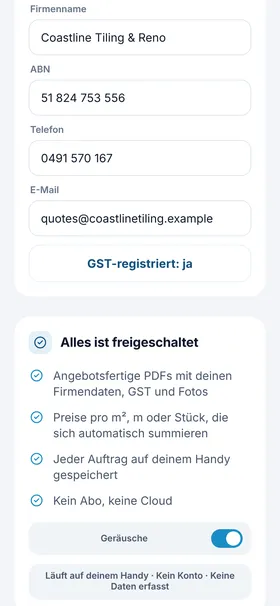 Firmenname
Coastline Tiling & Reno
ABN
51 824 753 556
Telefon
0491 570 167
E-Mail
quotes@coastlinetiling.example
GST-registriert: ja
Alles ist freigeschaltet
Angebotsfertige PDFs mit deinen
Firmendaten, GST und Fotos
Preise pro m², m oder Stück, die
sich automatisch summieren
Jeder Auftrag auf deinem Handy
gespeichert
Kein Abo, keine Cloud
Geräusche
Läuft auf deinem Handy · Kein Konto · Keine
Daten erfasst